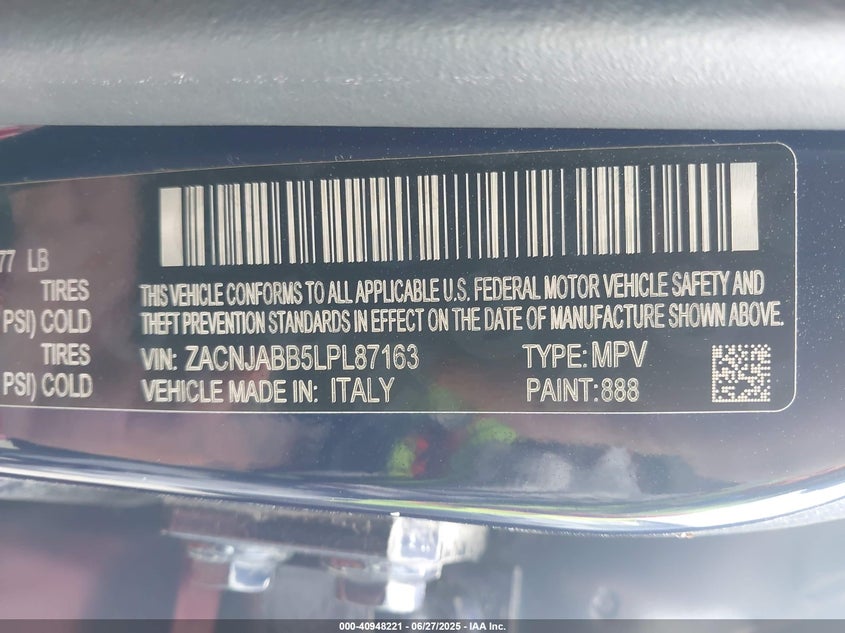 77 LB
TIRES
PSI) COLD
TIRES
PSI) COLD
THIS VEHICLE CONFORMS TO ALL APPLICABLE U.S. FEDERAL MOTOR VEHICLE SAFETY AND
THEFT PREVENTION STANDARDS IN EFFECT ON THE DATE OF MANUFACTURE SHOWN ABOVE.
VIN: ZACNJABB5LPL87163 TYPE: MPV
VEHICLE MADE IN: ITALY PAINT:888
000-40948221 - 06/27/2025 - IAA Inc.